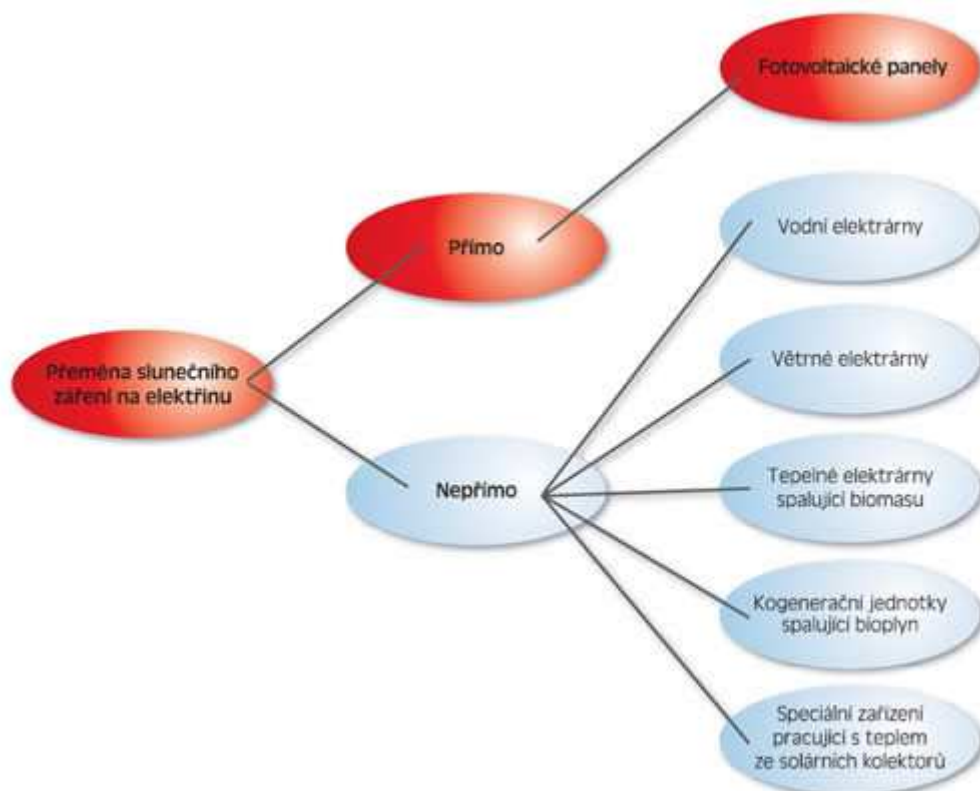 Fotovoltaické panely
Vodní elektrárny
Přímo
Větrné elektrárny
Přeměna slunečního
záření na elektřinu
Nepřímo
Tepelné elektrárny
spalující biomasu
Kogenerační jednotky
spalující bioplyn
Speciální zařízení
pracující s teplem
ze solárních kolektorů